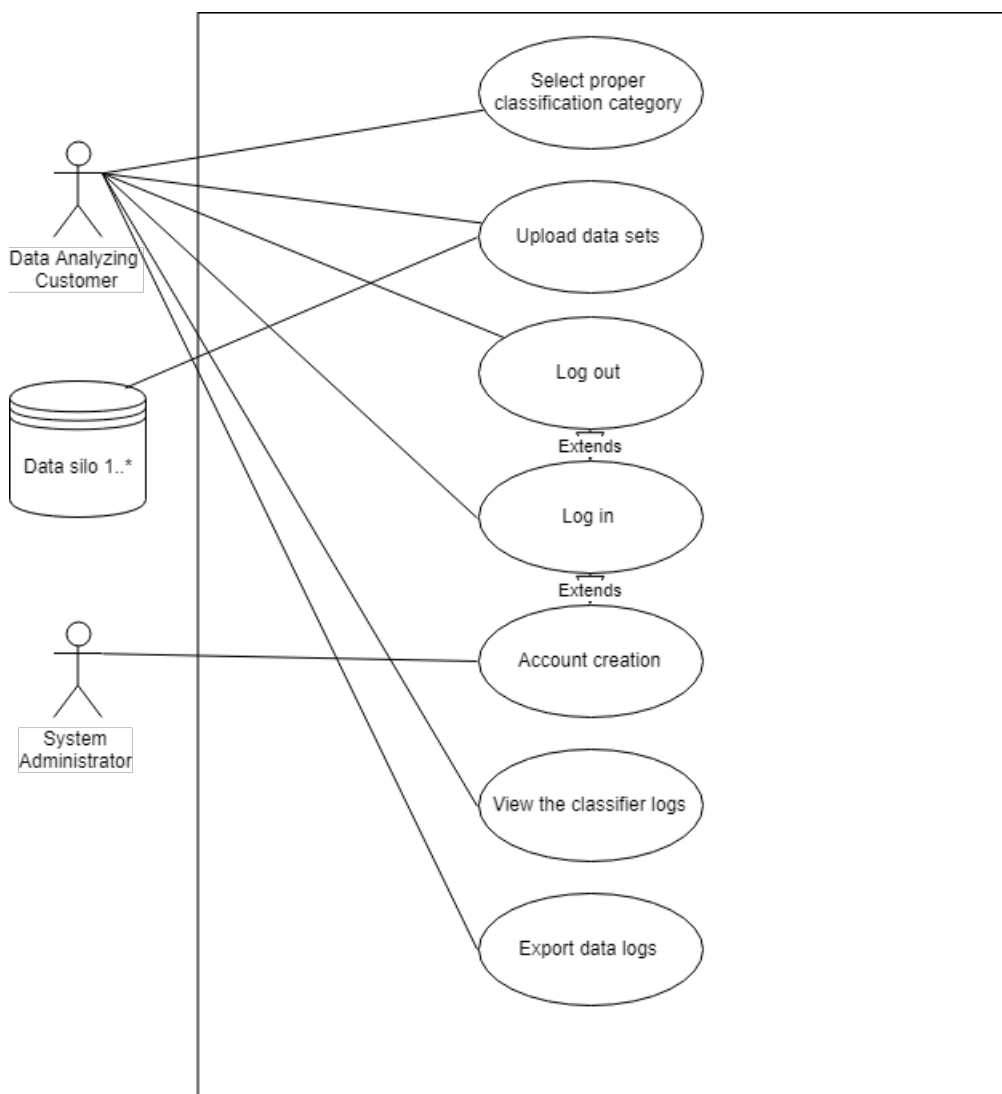 Select proper
classification category
Data Analyzing
Customer
Upload data sets
Log out
Extends
Data silo 1..*
Log in
Extends
Account creation
System
Administrator
View the classifier logs
Export data logs